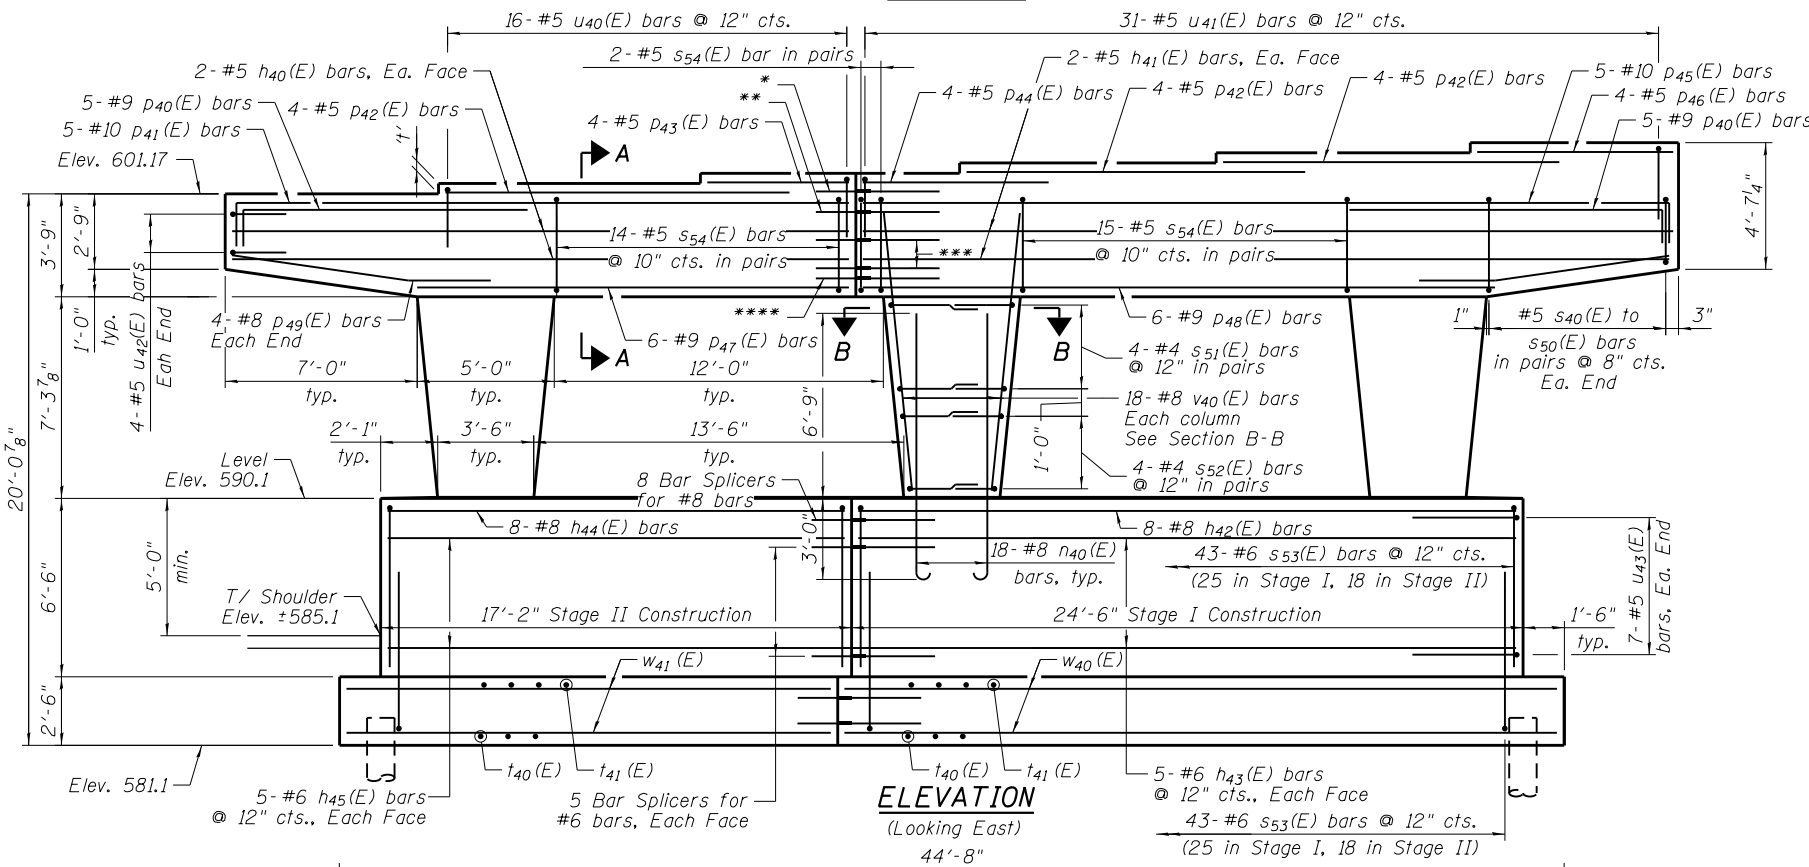 16-#5 u40(E) bars @ 12" cts.
31-#5 u41(E) bars @ 12" cts.
2-#5 s54(E) bar in pairs
2-#5 h41(E) bars, Ea. Face
2-#5 h40(E) bars, Ea. Face
*
**
4-#5 p42(E) bars
5-#10 p45(E) bars
5-#9 p40(E) bars
4-#5 p42(E) bars
4-#5 p44(E) bars
4-#5 p42(E) bars
4-#5 p46(E) bars
5-#10 p41(E) bars
't'
4-#5 p43(E) bars
5-#9 p40(E) bars
Elev. 601.17
A
3'-9"
2'-9"
4'-7 1/4"
14-#5 s54(E) bars
@ 10" cts. in pairs
***
15-#5 s54(E) bars
@ 10" cts. in pairs
1'-0"
typ.
4-#5 u42(E) bars
Eah End
4-#8 p49(E) bars
Each End
****
6-#9 p47(E) bars
A
B
B
6-#9 p48(E) bars
1"
#5 s40(E) to
s50(E) bars
in pairs @ 8" cts.
Ea. End
3"
7'-0"
typ.
5'-0"
typ.
12'-0"
typ.
4-#4 s51(E) bars
@ 12" in pairs
7'-3 7/8"
6'-9"
18-#8 v40(E) bars
Each column
See Section B-B
1'-0"
2'-1"
typ.
3'-6"
typ.
13'-6"
typ.
4-#4 s52(E) bars
@ 12" in pairs
20'-0 7/8"
Level
Elev. 590.1
8 Bar Splicers
for #8 bars
8-#8 h44(E) bars
3'-0"
8-#8 h42(E) bars
18-#8 n40(E)
bars, typ.
43-#6 s53(E) bars @ 12" cts.
(25 in Stage I, 18 in Stage II)
5'-0"
min.
6'-6"
7-#5 u43(E)
bars, Ea. End
T/ Shoulder
Elev. ±585.1
17'-2" Stage II Construction
24'-6" Stage I Construction
1'-6"
typ.
w41(E)
w40(E)
2'-6"
Elev. 581.1
t40(E)
t41(E)
t40(E)
t41(E)
5-#6 h45(E) bars
@ 12" cts., Each Face
5 Bar Splicers for
#6 bars, Each Face
5-#6 h43(E) bars
@ 12" cts., Each Face
ELEVATION
(Looking East)
43-#6 s53(E) bars @ 12" cts.
(25 in Stage I, 18 in Stage II)
44'-8"